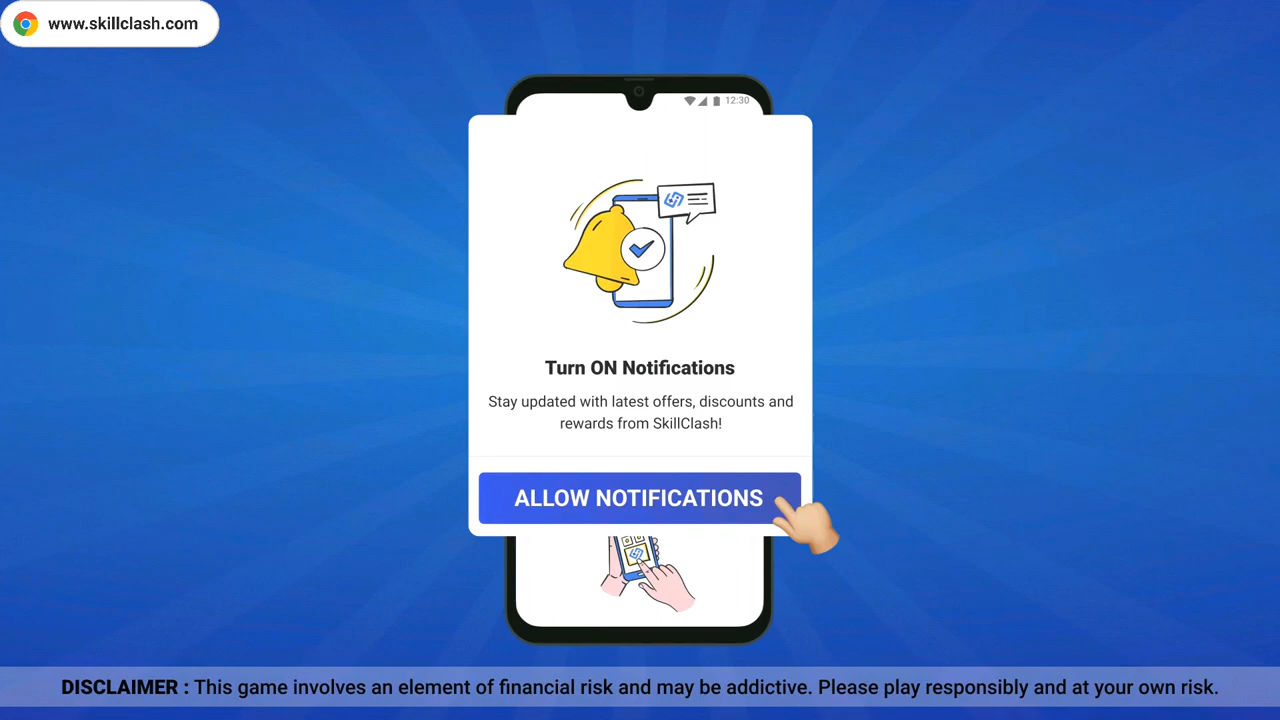 www.skillclash.com
12:30
Turn ON Notifications
Stay updated with latest offers, discounts and
rewards from SkillClash!
ALLOW NOTIFICATIONS
DISCLAIMER : This game involves an element of financial risk and may be addictive. Please play responsibly and at your own risk.